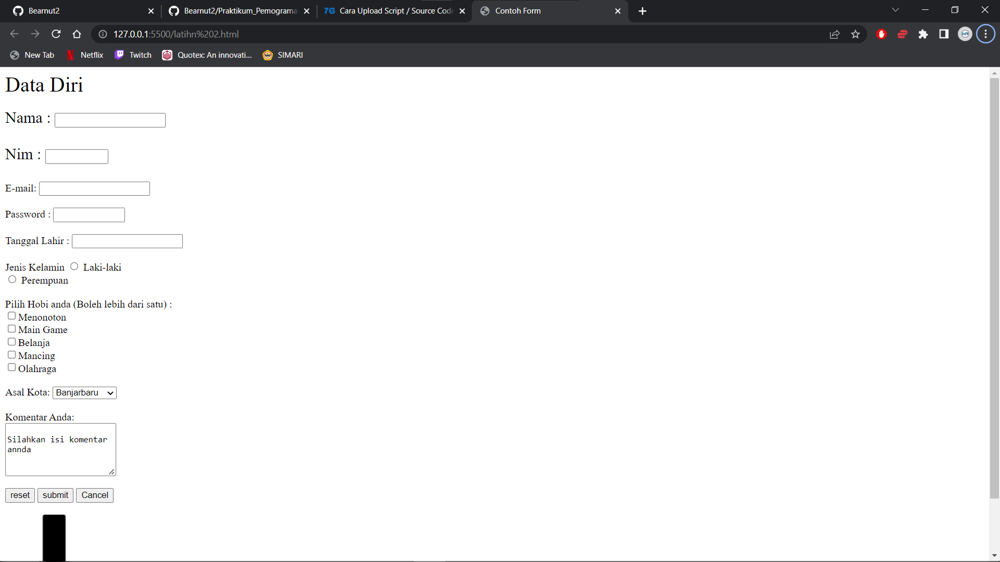 Bearnut2
Bearnut2/Praktikum_Pemograma
7G Cara Upload Script / Source Code
Contoh Form
127.0.0.1:5500/latihn%202.html
New Tab
Netflix
Twitch
Quotex: An innovati...
SIMARI
Data Diri
Nama :
Nim :
E-mail:
Password :
Tanggal Lahir :
Jenis Kelamin Laki-laki
Perempuan
Pilih Hobi anda (Boleh lebih dari satu) :
Menonoton
Main Game
Belanja
Mancing
Olahraga
Asal Kota: Banjarbaru
Komentar Anda:
Silahkan isi komentar
annda
reset submit Cancel